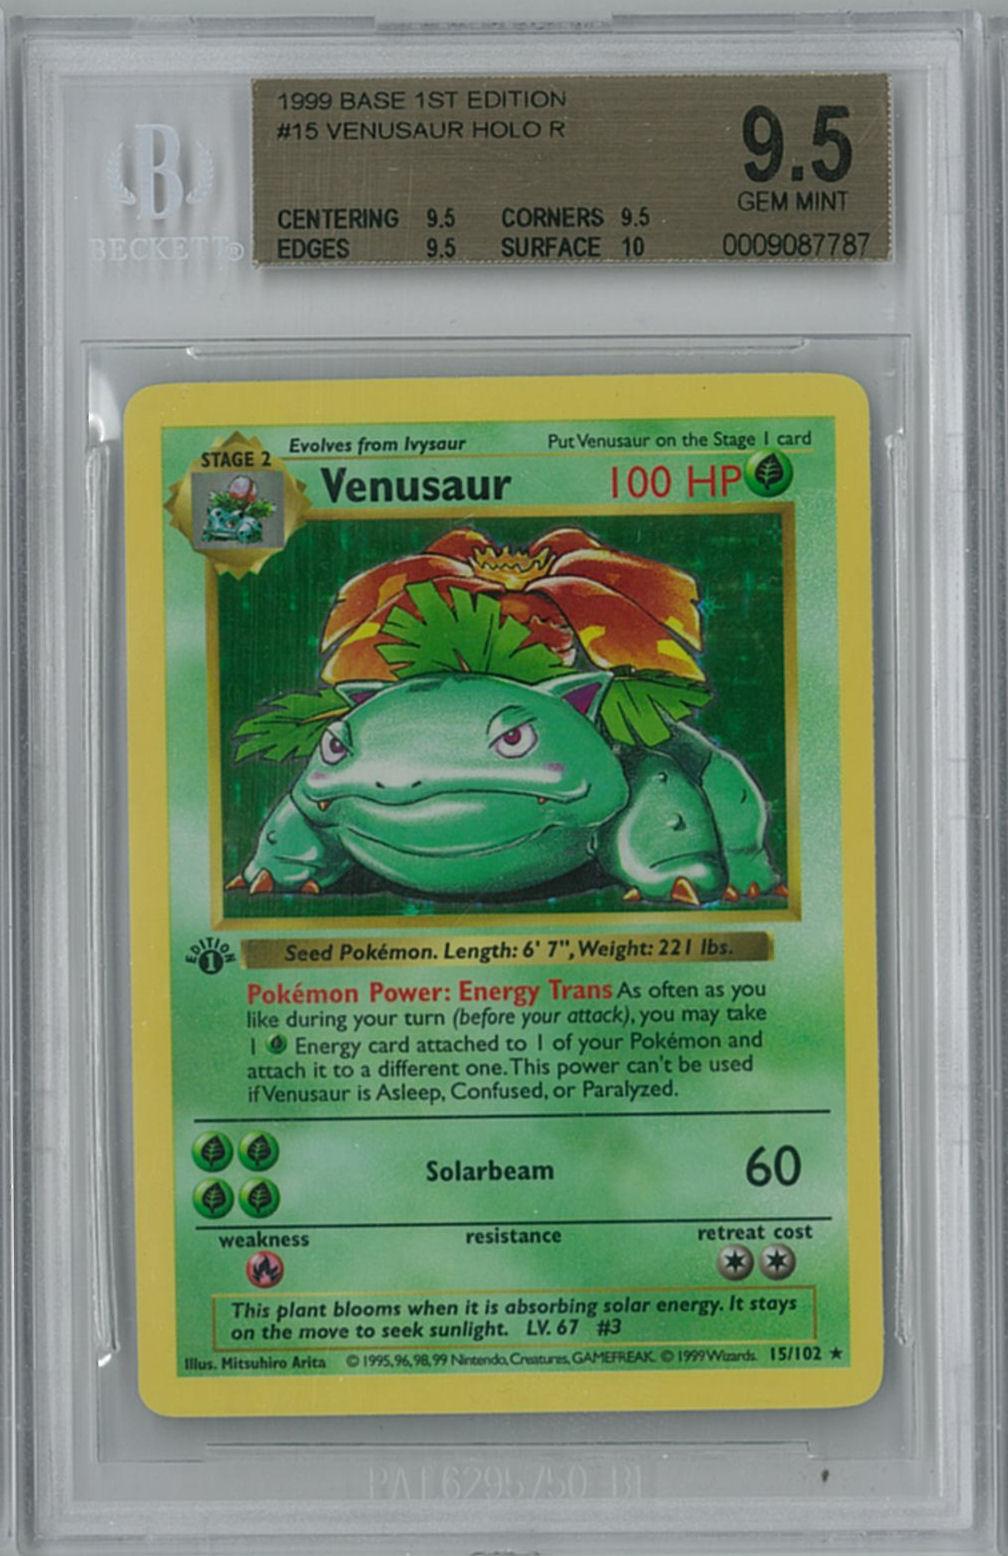 1999 BASE 1ST EDITION
#15 VENUSAUR HOLO R
9.5
GEM MINT
CENTERING 9.5 CORNERS 9.5
EDGES 9.5 SURFACE 10
0009087787
B
BECKETT®
Evolves from Ivysaur
Put Venusaur on the Stage 1 card
STAGE 2
Venusaur
100 HP
EDITION
1
Seed Pokémon. Length: 6' 7", Weight: 221 lbs.
Pokémon Power: Energy Trans As often as you
like during your turn (before your attack), you may take
1 Energy card attached to 1 of your Pokémon and
attach it to a different one. This power can't be used
if Venusaur is Asleep, Confused, or Paralyzed.
Solarbeam 60
weakness resistance retreat cost
This plant blooms when it is absorbing solar energy. It stays
on the move to seek sunlight. LV. 67 #3
Illus. Mitsuhiro Arita © 1995, 96, 98, 99 Nintendo, Creatures, GAMEFREAK. © 1999 Wizards. 15/102 ★